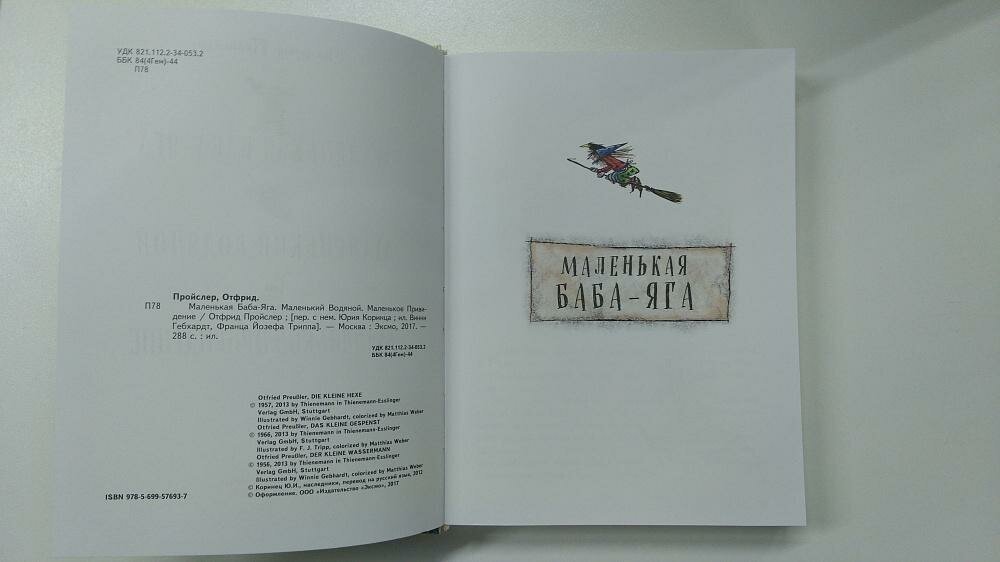 УДК 821.112.2-34-053.2
ББК 84(4Гем)-44
П78
Пройслер, Отфрид.
П78 Маленькая Баба-Яга. Маленький Водяной. Маленькое Приви-
дение / Отфрид Пройслер ; [пер. с нем. Юрия Коринца ; ил. Винни
Гебхардт, Франца Йозефа Триппа]. — Москва : Эксмо, 2017. —
288 с. : ил.
УДК 821.112.2-34-053.2
ББК 84(4Гем)-44
Otfried Preußler, DIE KLEINE HEXE
© 1957, 2013 by Thienemann in Thienemann-Esslinger
Verlag GmbH, Stuttgart
Illustrated by Winnie Gebhardt, colorized by Matthias Weber
Otfried Preußler, DAS KLEINE GESPENST
© 1966, 2013 by Thienemann in Thienemann-Esslinger
Verlag GmbH, Stuttgart
Illustrated by F. J. Tripp, colorized by Matthias Weber
Otfried Preußler, DER KLEINE WASSERMANN
© 1956, 2013 by Thienemann in Thienemann-Esslinger
Verlag GmbH, Stuttgart
Illustrated by Winnie Gebhardt, colorized by Matthias Weber
© Коринец Ю.И., наследники, перевод на русский язык, 2012
ISBN 978-5-699-57693-7 © Оформление. ООО «Издательство «Эксмо», 2017
МАЛЕНЬКАЯ
БАБА-ЯГА